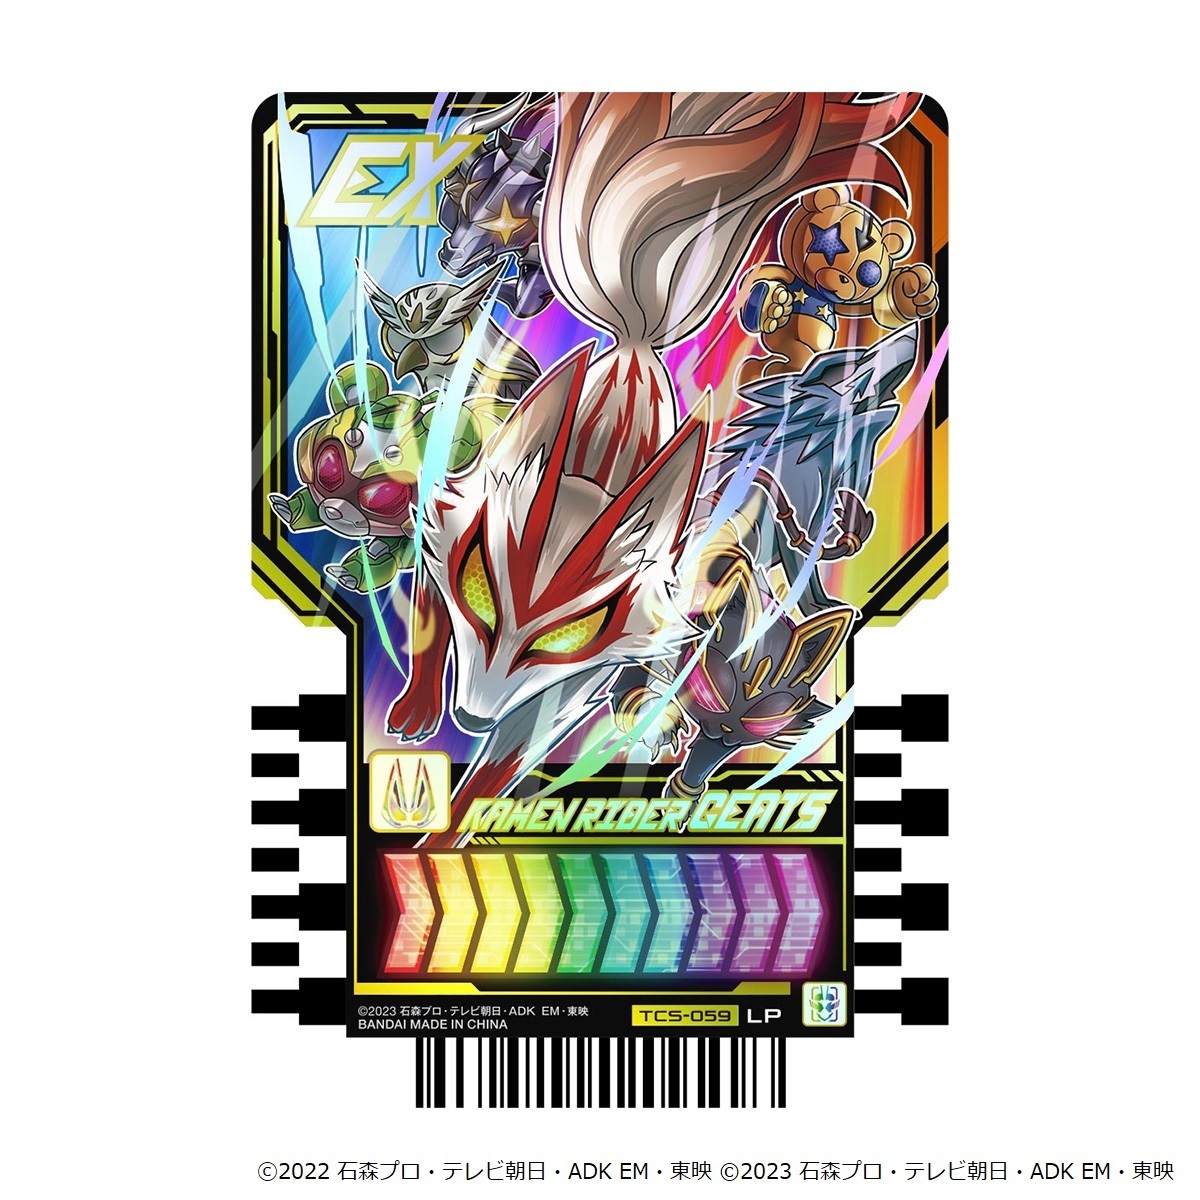 EX
KAMEN RIDER GEATS
©2023 石森プロ・テレビ朝日・ADK EM・東映
BANDAI MADE IN CHINA
TCS-059 LP
©2022 石森プロ・テレビ朝日・ADK EM・東映 ©2023 石森プロ・テレビ朝日・ADK EM・東映